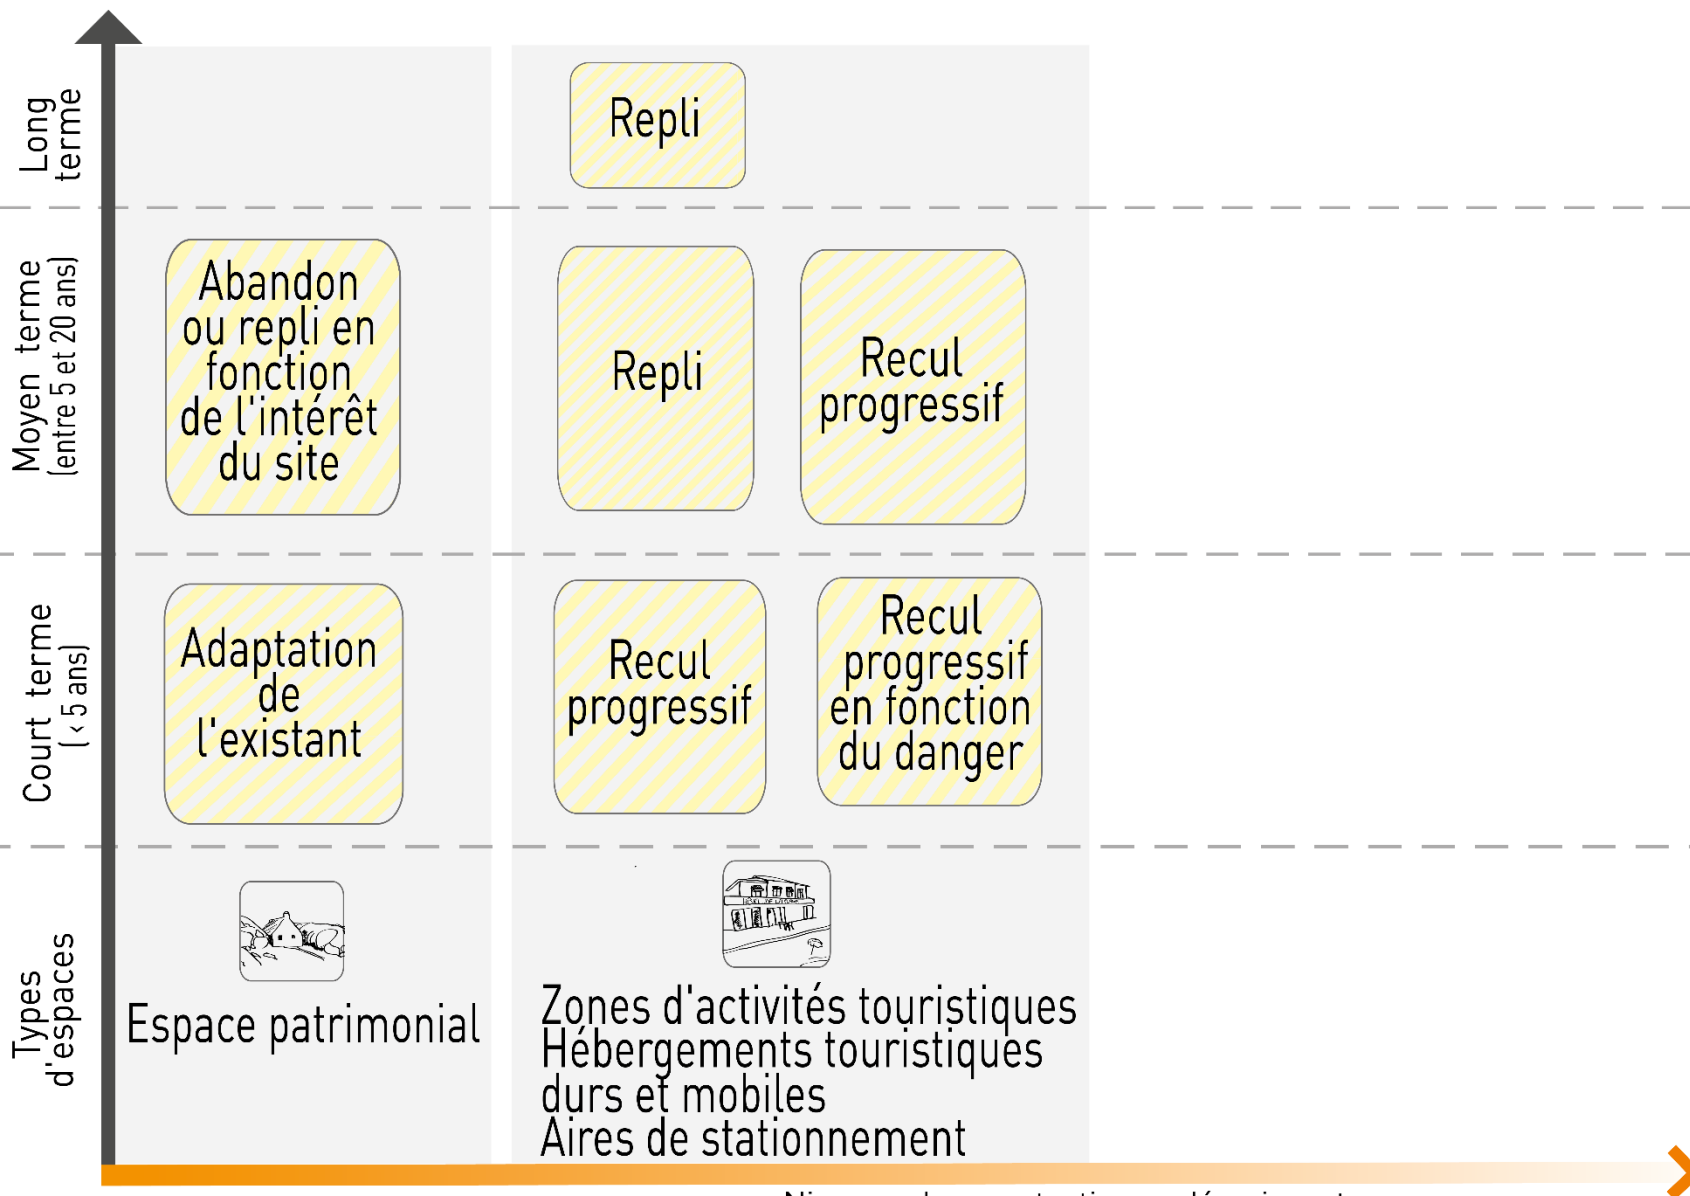 Long
terme
Repli
Moyen terme
(entre 5 et 20 ans)
Abandon
ou repli en
fonction
de l'intérêt
du site
Repli
Recul
progressif
Court terme
( < 5 ans)
Adaptation
de
l'existant
Recul
progressif
Recul
progressif
en fonction
du danger
Types
d'espaces
Espace patrimonial
Zones d'activités touristiques
Hébergements touristiques
durs et mobiles
Aires de stationnement